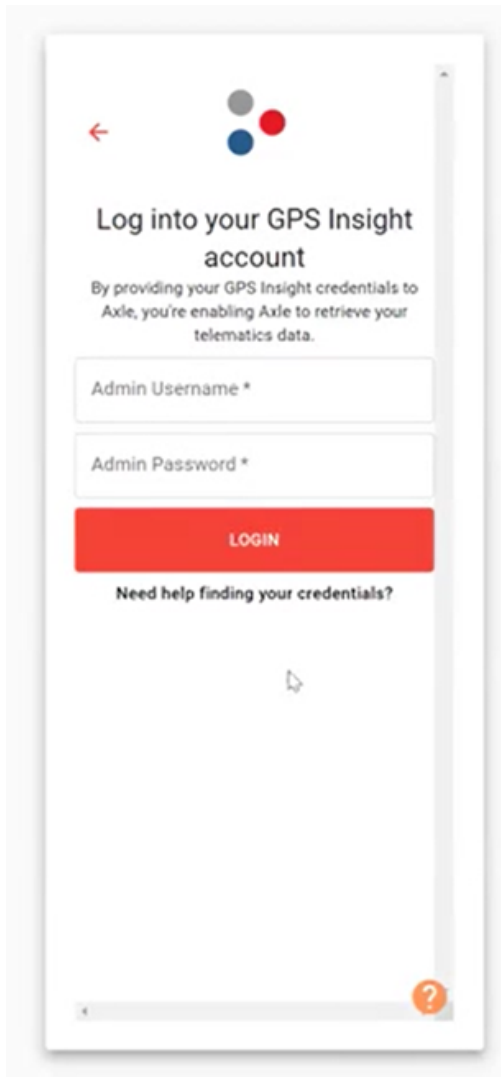 Log into your GPS Insight
account
By providing your GPS Insight credentials to
Axle, you're enabling Axle to retrieve your
telematics data.
Admin Username *
Admin Password *
LOGIN
Need help finding your credentials?
?